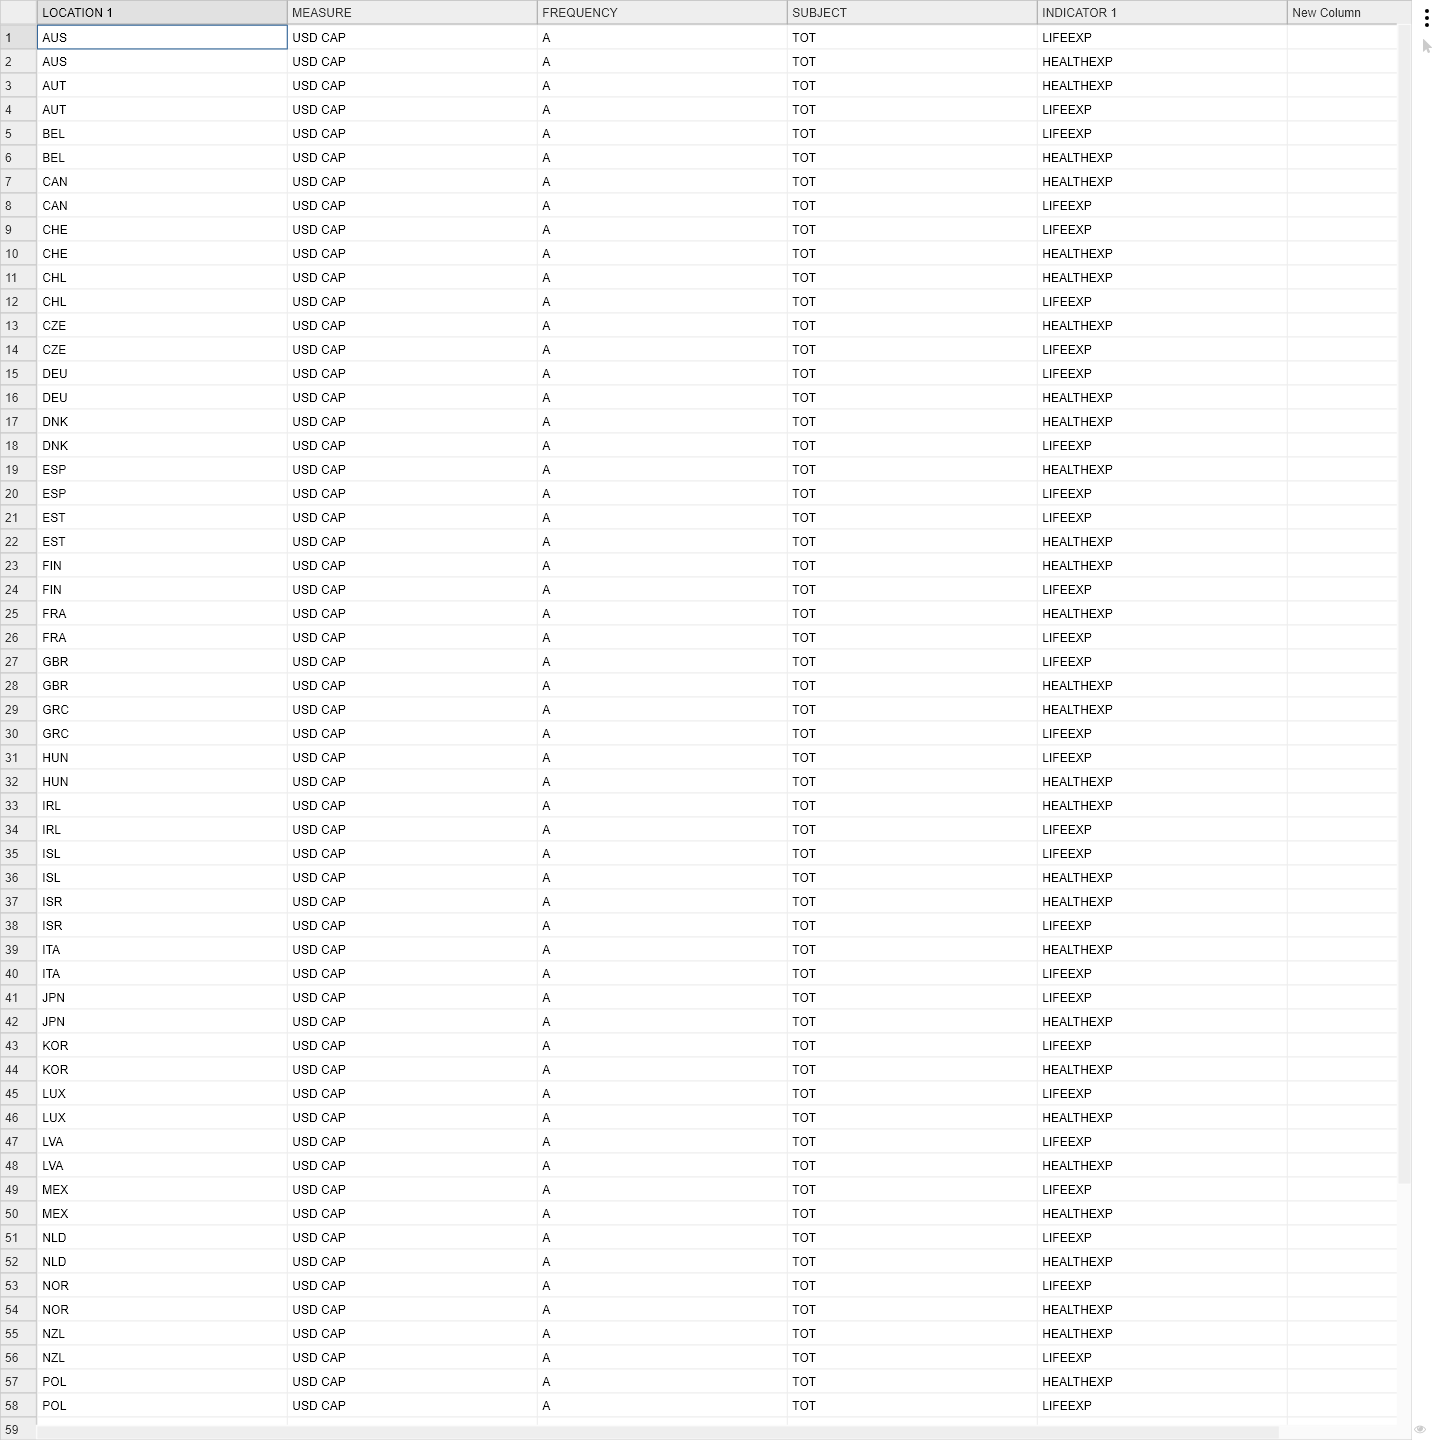 LOCATION 1 MEASURE FREQUENCY SUBJECT INDICATOR 1 New Column
1 AUS USD CAP A TOT LIFEEXP
2 AUS USD CAP A TOT HEALTHEXP
3 AUT USD CAP A TOT HEALTHEXP
4 AUT USD CAP A TOT LIFEEXP
5 BEL USD CAP A TOT LIFEEXP
6 BEL USD CAP A TOT HEALTHEXP
7 CAN USD CAP A TOT HEALTHEXP
8 CAN USD CAP A TOT LIFEEXP
9 CHE USD CAP A TOT LIFEEXP
10 CHE USD CAP A TOT HEALTHEXP
11 CHL USD CAP A TOT HEALTHEXP
12 CHL USD CAP A TOT LIFEEXP
13 CZE USD CAP A TOT HEALTHEXP
14 CZE USD CAP A TOT LIFEEXP
15 DEU USD CAP A TOT LIFEEXP
16 DEU USD CAP A TOT HEALTHEXP
17 DNK USD CAP A TOT HEALTHEXP
18 DNK USD CAP A TOT LIFEEXP
19 ESP USD CAP A TOT HEALTHEXP
20 ESP USD CAP A TOT LIFEEXP
21 EST USD CAP A TOT LIFEEXP
22 EST USD CAP A TOT HEALTHEXP
23 FIN USD CAP A TOT HEALTHEXP
24 FIN USD CAP A TOT LIFEEXP
25 FRA USD CAP A TOT HEALTHEXP
26 FRA USD CAP A TOT LIFEEXP
27 GBR USD CAP A TOT LIFEEXP
28 GBR USD CAP A TOT HEALTHEXP
29 GRC USD CAP A TOT HEALTHEXP
30 GRC USD CAP A TOT LIFEEXP
31 HUN USD CAP A TOT LIFEEXP
32 HUN USD CAP A TOT HEALTHEXP
33 IRL USD CAP A TOT HEALTHEXP
34 IRL USD CAP A TOT LIFEEXP
35 ISL USD CAP A TOT LIFEEXP
36 ISL USD CAP A TOT HEALTHEXP
37 ISR USD CAP A TOT HEALTHEXP
38 ISR USD CAP A TOT LIFEEXP
39 ITA USD CAP A TOT HEALTHEXP
40 ITA USD CAP A TOT LIFEEXP
41 JPN USD CAP A TOT LIFEEXP
42 JPN USD CAP A TOT HEALTHEXP
43 KOR USD CAP A TOT LIFEEXP
44 KOR USD CAP A TOT HEALTHEXP
45 LUX USD CAP A TOT LIFEEXP
46 LUX USD CAP A TOT HEALTHEXP
47 LVA USD CAP A TOT LIFEEXP
48 LVA USD CAP A TOT HEALTHEXP
49 MEX USD CAP A TOT LIFEEXP
50 MEX USD CAP A TOT HEALTHEXP
51 NLD USD CAP A TOT LIFEEXP
52 NLD USD CAP A TOT HEALTHEXP
53 NOR USD CAP A TOT LIFEEXP
54 NOR USD CAP A TOT HEALTHEXP
55 NZL USD CAP A TOT HEALTHEXP
56 NZL USD CAP A TOT LIFEEXP
57 POL USD CAP A TOT HEALTHEXP
58 POL USD CAP A TOT LIFEEXP
59